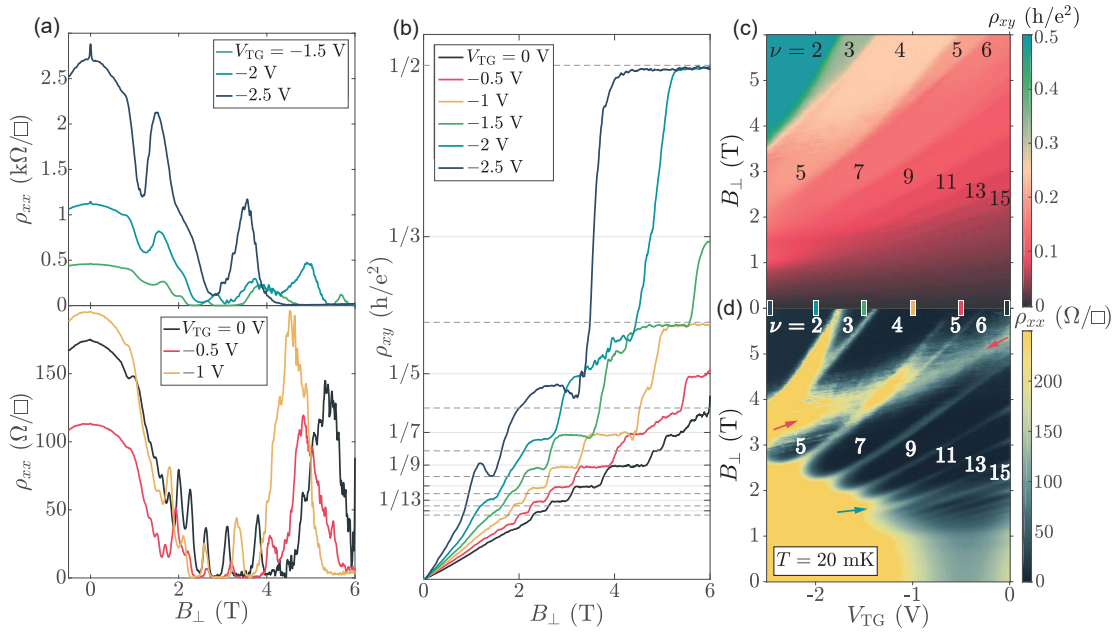 (a)
V_TG = −1.5 V
−2 V
−2.5 V
2.5
2
1.5
1
0.5
0
ρ_xx (kΩ/□)
V_TG = 0 V
−0.5 V
−1 V
150
100
50
0
ρ_xx (Ω/□)
0 2 4 6
B_⊥ (T)
(b)
V_TG = 0 V
−0.5 V
−1 V
−1.5 V
−2 V
−2.5 V
1/2
1/3
1/5
1/7
1/9
1/13
ρ_xy (h/e²)
2 4 6
B_⊥ (T)
(c)
ρ_xy (h/e²)
ν = 2 3 4 5 6
5 7 9 11 13 15
5
4
3
2
1
0
B_⊥ (T)
0.5
0.4
0.3
0.2
0.1
0
(d)
ρ_xx (Ω/□)
ν = 2 3 4 5 6
5 7 9 11 13 15
5
4
3
2
1
0
B_⊥ (T)
T = 20 mK
-2 -1 0
V_TG (V)
200
150
100
50
0